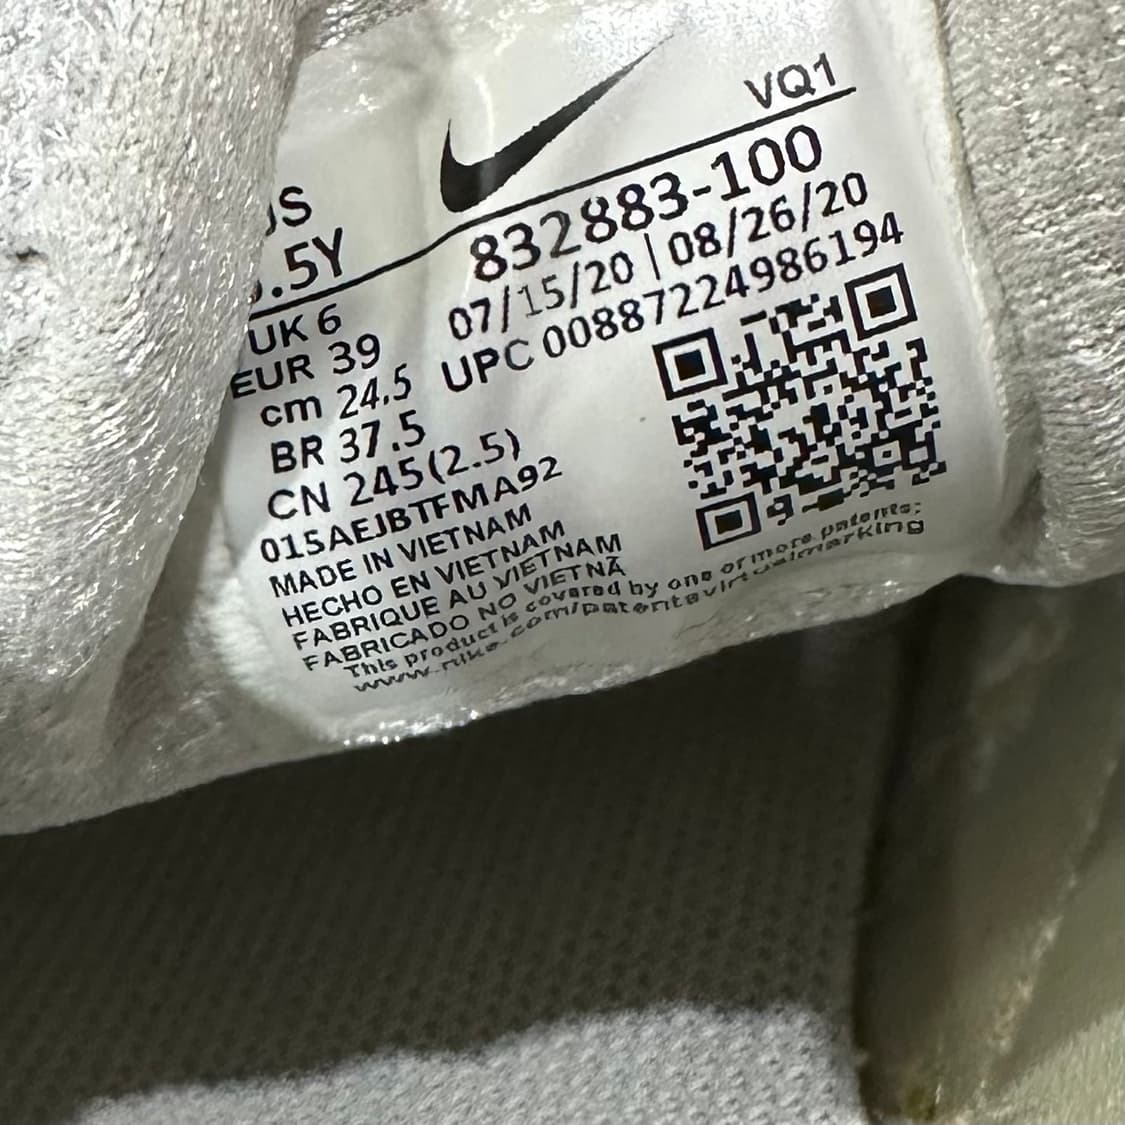 VQ1
832883-100
07/15/20 | 08/26/20
UPC 00887224986194
.5Y
UK 6
EUR 39
cm 24.5
BR 37.5
CN 245(2.5)
015AEJBTFMA92
MADE IN VIETNAM
HECHO EN VIETNAM
FABRIQUE AU VIETNAM
FABRICADO NO VIETNÃ
This product is covered by one or more patents:
www.nike.com/patentsvirtualmarking